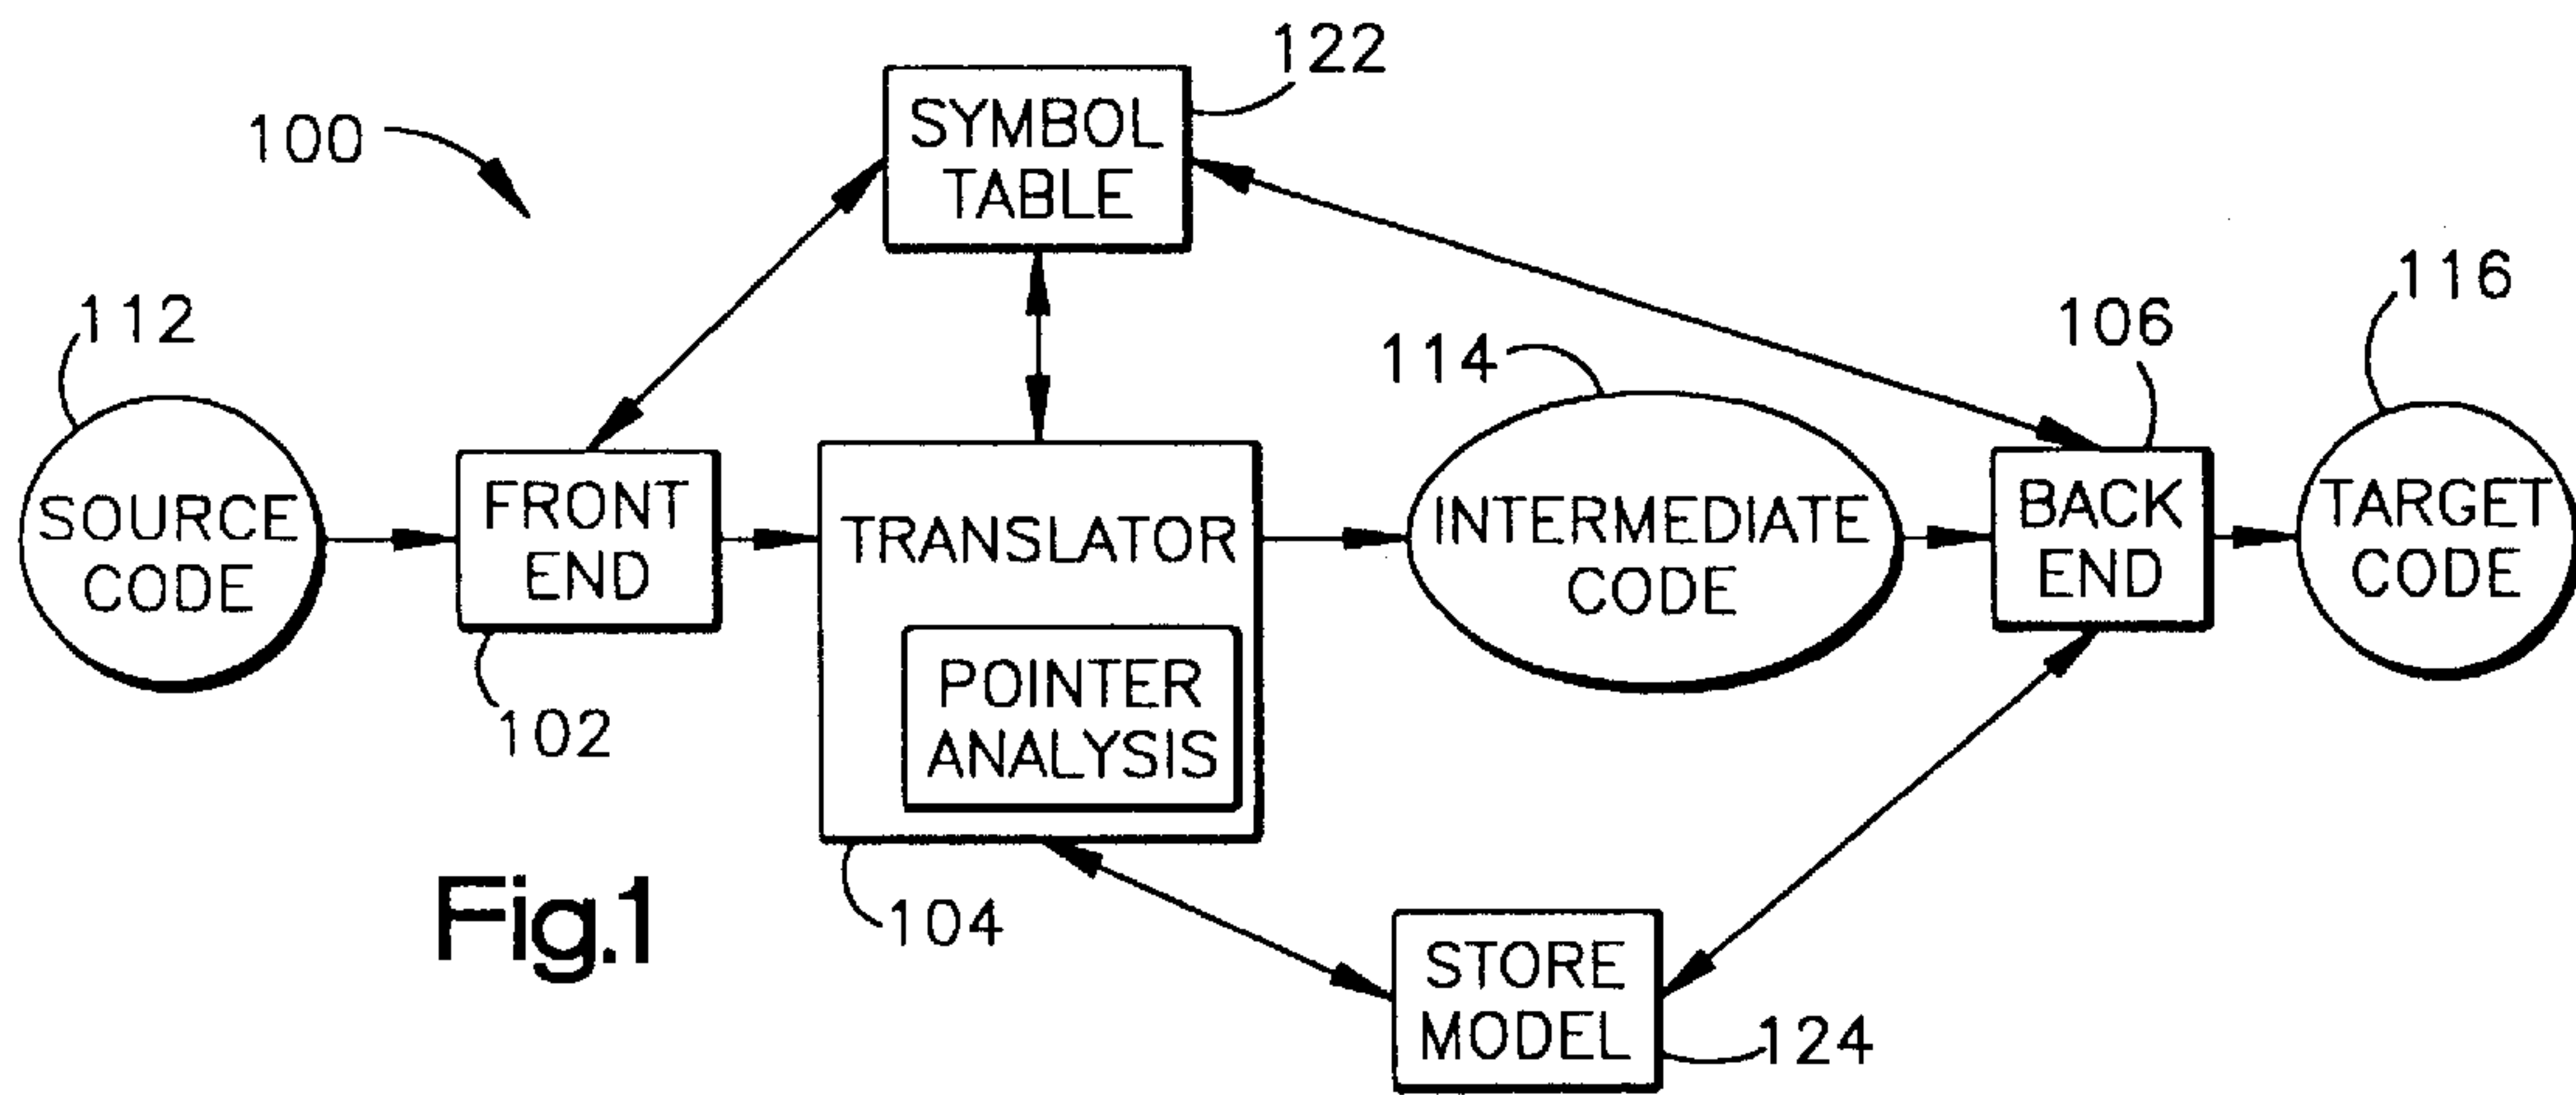 122
SYMBOL
TABLE
100
112
116
106
114
SOURCE
CODE
FRONT
END
TRANSLATOR
INTERMEDIATE
CODE
BACK
END
TARGET
CODE
POINTER
ANALYSIS
102
104
Fig.1
STORE
MODEL
124